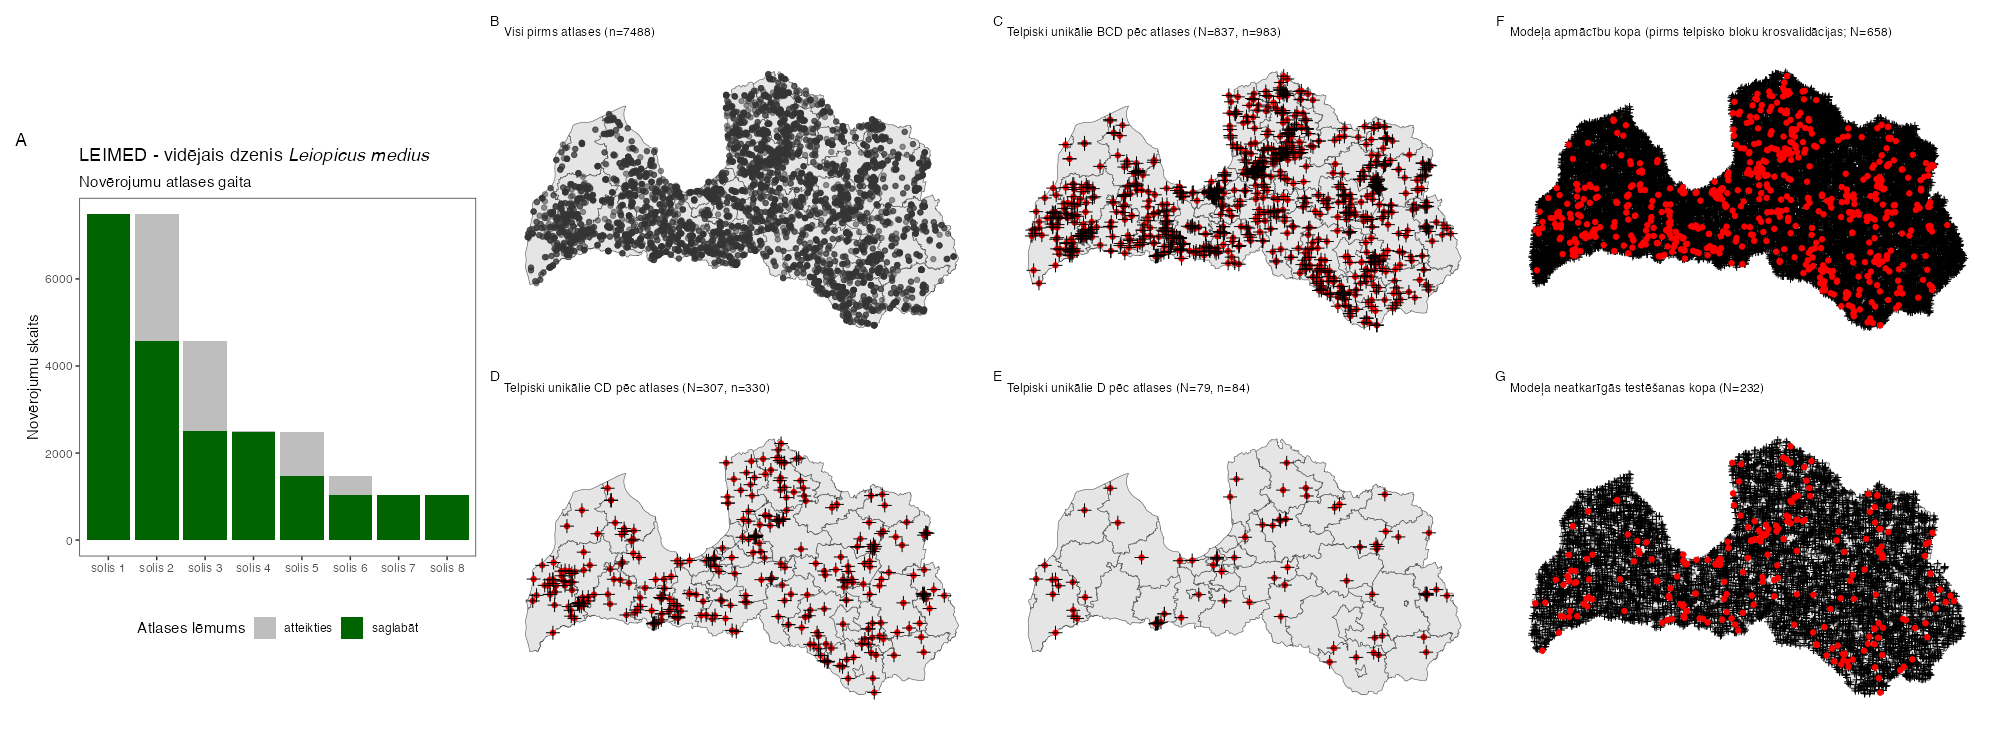 A
LEIMED - vidējais dzenis Leiopicus medius
Novērojumu atlases gaita
Novērojumu skaits
6000
4000
2000
0
solis 1 solis 2 solis 3 solis 4 solis 5 solis 6 solis 7 solis 8
Atlases lēmums atteikties saglabāt
B
Visi pirms atlases (n=7488)
C
Telpiski unikālie BCD pēc atlases (N=837, n=983)
F
Modeļa apmācību kopa (pirms telpisko bloku krosvalidācijas; N=658)
D
Telpiski unikālie CD pēc atlases (N=307, n=330)
E
Telpiski unikālie D pēc atlases (N=79, n=84)
G
Modeļa neatkarīgās testēšanas kopa (N=232)